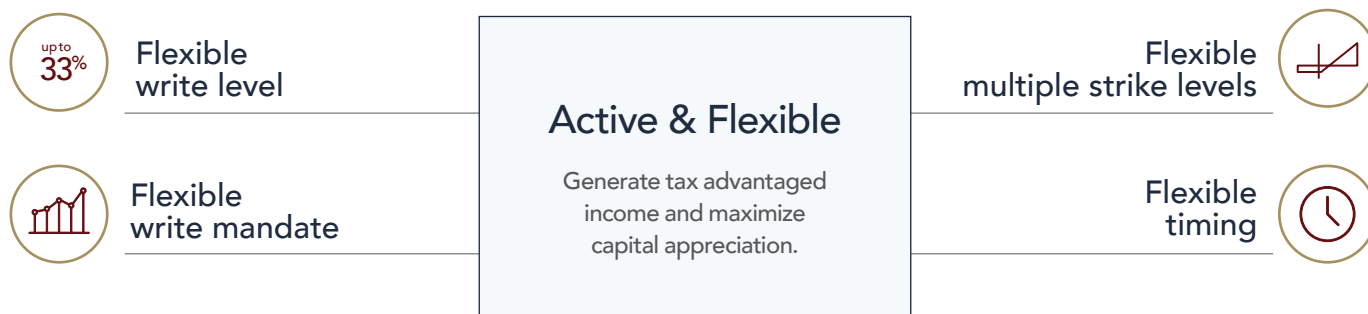 up to
33%
Flexible
write level
Flexible
write mandate
Active & Flexible
Generate tax advantaged
income and maximize
capital appreciation.
Flexible
multiple strike levels
Flexible
timing